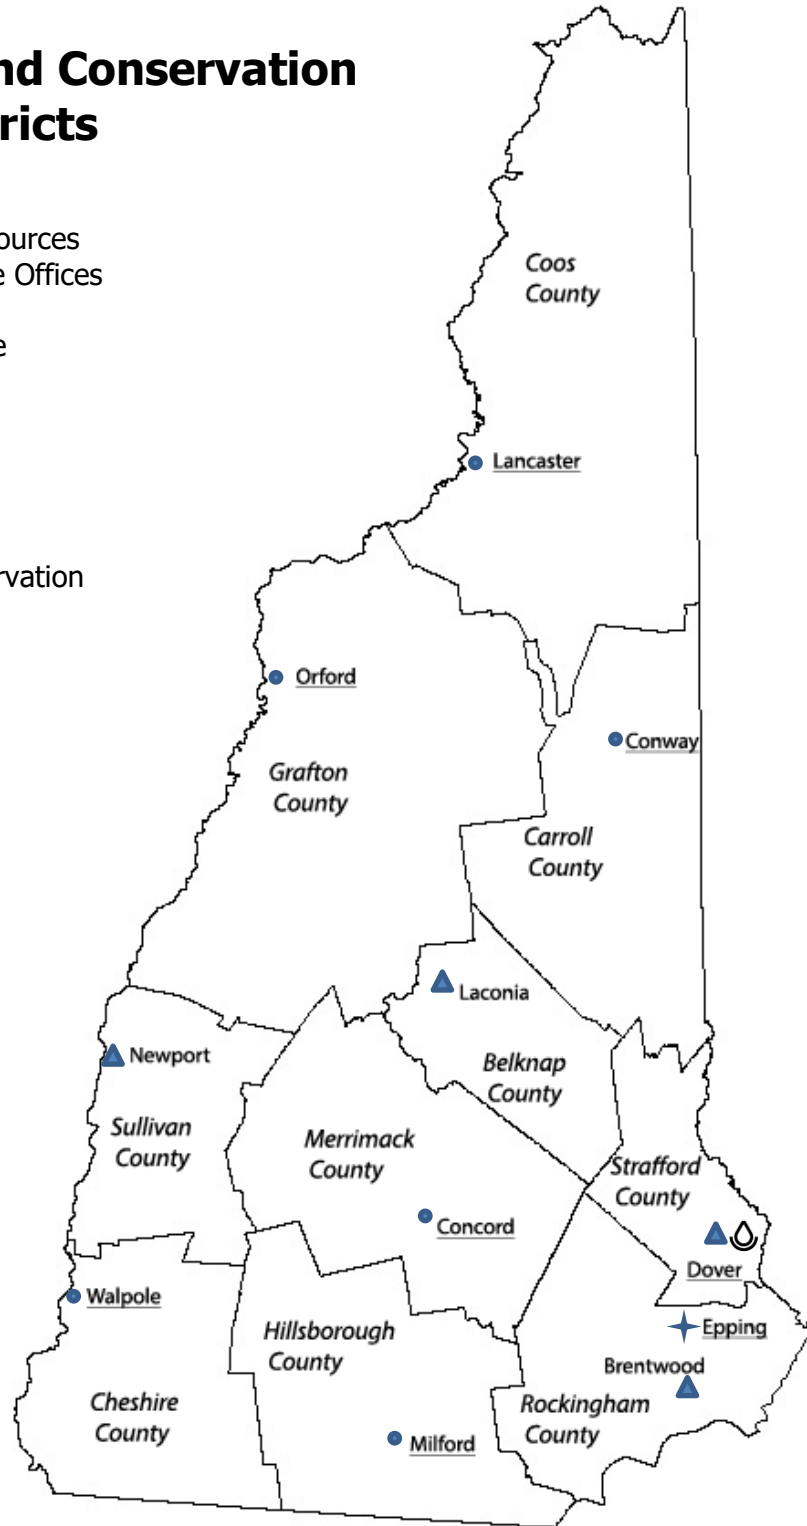 nd Conservation
ricts
ources
e Offices
e
rvation
Coos
County
Lancaster
Orford
Conway
Grafton
County
Carroll
County
Laconia
Newport
Belknap
County
Sullivan
County
Merrimack
County
Strafford
County
Concord
Dover
Walpole
Epping
Hillsborough
County
Brentwood
Cheshire
County
Rockingham
County
Milford